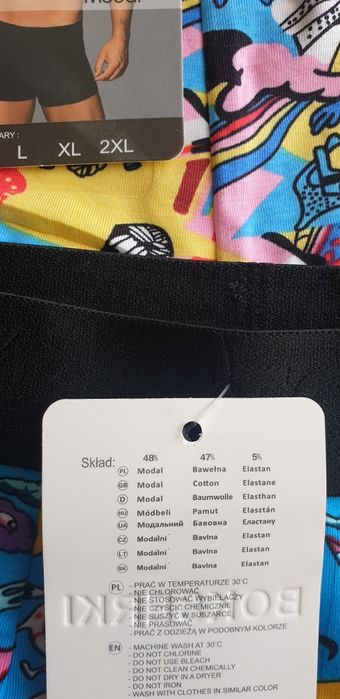 Modal
ARY :
L XL 2XL
Skład: 48% 47% 5%
PL Modal Bawełna Elastan
GB Modal Cotton Elastane
D Modal Baumwolle Elasthan
HU Módbeli Pamut Elasztán
UA Модальний Бавовна Еластану
CZ Modalní Bavlna Elastan
LT Modalni Bavlna Elastan
SK Modalní Bavlna Elastan
PL - PRAĆ W TEMPERATURZE 30°C
- NIE CHLOROWAĆ
- NIE STOSOWAĆ WYBIELACZY
- NIE CZYŚCIĆ CHEMICZNIE
- NIE SUSZYĆ W SUSZARCE
- NIE PRASOWAĆ
- PRAĆ Z ODZIEŻĄ W PODOBNYM KOLORZE
EN - MACHINE WASH AT 30°C
- DO NOT CHLORINE
- DO NOT USE BLEACH
- DO NOT CLEAN CHEMICALLY
- DO NOT DRY IN A DRYER
- DO NOT IRON
- WASH WITH CLOTHES IN SIMILAR COLOR